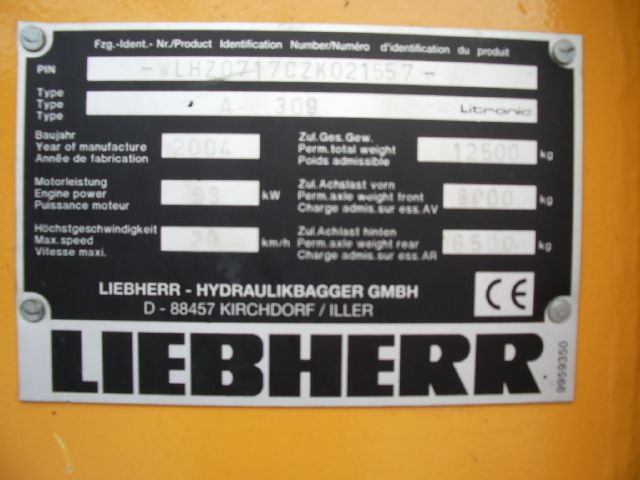 Fzg.-Ident.- Nr./Product Identification Number/Numéro d'identification du produit
PIN -WLHZ0717CZK021557-
Type
Type A 309 Litronic
Type
Baujahr
Year of manufacture 2004
Année de fabrication
Zul.Ges.Gew.
Perm.total weight 12500 kg
Poids admissible
Motorleistung
Engine power 53 kW
Puissance moteur
Zul.Achslast vorn
Perm.axle weight front kg
Charge admis.sur ess.AV
Höchstgeschwindigkeit
Max.speed 20 km/h
Vitesse maxi.
Zul.Achslast hinten
Perm.axle weight rear 6500 kg
Charge admis.sur ess.AR
LIEBHERR - HYDRAULIKBAGGER GMBH
D - 88457 KIRCHDORF / ILLER
CE
LIEBHERR
9959350